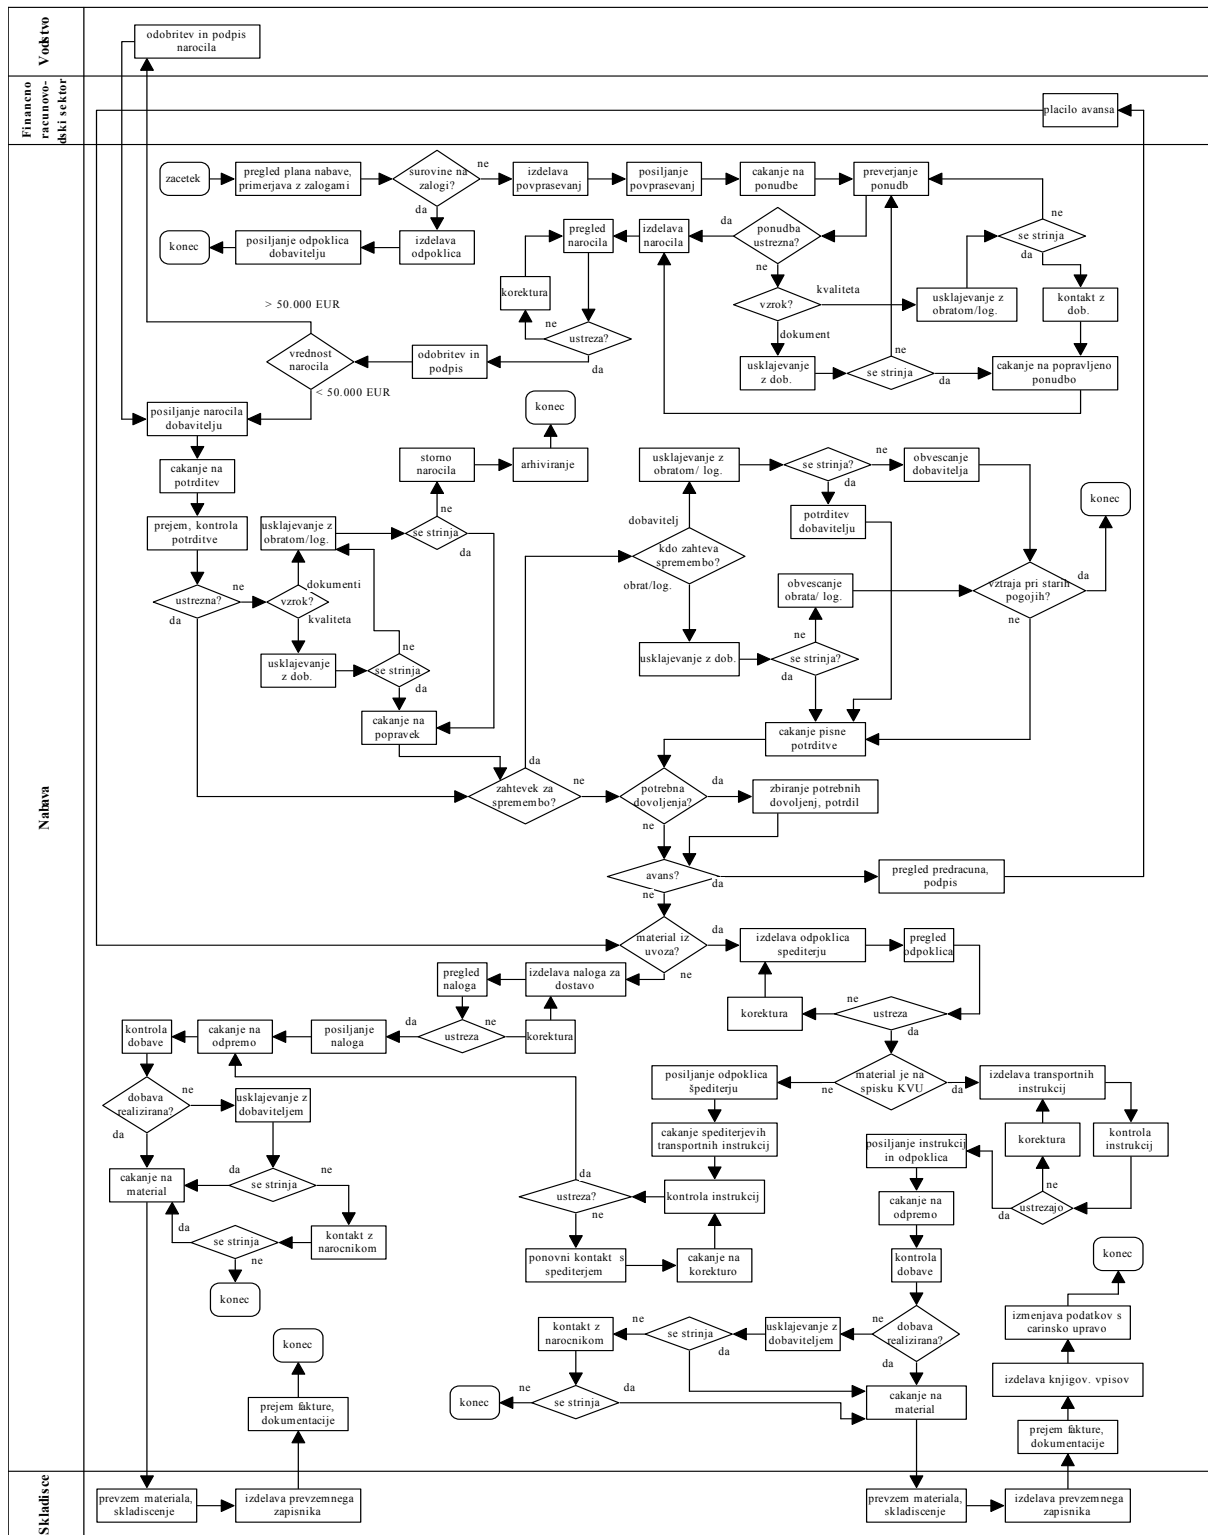 Vodstvo
odobritev in podpis
narocila
Financno
racunovo-
dski sektor
placilo avansa
Nabava
zacetek
pregled plana nabave,
primerjava z zalogami
surovine na
zalogi?
ne
da
izdelava
povprasevanj
posiljanje
povprasevanj
cakanje na
ponudbe
preverjanje
ponudb
konec
posiljanje odpoklica
dobavitelju
izdelava
odpoklica
pregled
narocila
izdelava
narocila
da
ponudba
ustrezna?
ne
ne
se strinja
da
korektura
vzrok?
kvaliteta
usklajevanje z
obratom/log.
kontakt z
dob.
dokument
> 50.000 EUR
ne
ustreza?
da
vrednost
narocila
odobritev in
podpis
usklajevanje
z dob.
ne
se strinja
da
cakanje na popravljeno
ponudbo
< 50.000 EUR
posiljanje narocila
dobavitelju
konec
cakanje na
potrditev
storno
narocila
arhiviranje
usklajevanje z
obratom/ log.
se strinja?
ne
da
obvescanje
dobavitelja
konec
prejem, kontrola
potrditve
usklajevanje z
obratom/log.
ne
se strinja
da
dobavitelj
potrditev
dobavitelju
kdo zahteva
spremembo?
obrat/log.
ustrezna?
ne
da
dokumenti
vzrok?
kvaliteta
obvescanje
obrata/ log.
vztraja pri starih
pogojih?
da
ne
usklajevanje
z dob.
ne
se strinja
da
usklajevanje z dob.
ne
se strinja?
da
cakanje na
popravek
cakanje pisne
potrditve
da
zahtevek za
spremembo?
ne
potrebna
dovoljenja?
da
ne
zbiranje potrebnih
dovoljenj, potrdil
avans?
da
ne
pregled predracuna,
podpis
material iz
uvoza?
da
ne
izdelava odpoklica
spediterju
pregled
odpoklica
pregled
naloga
izdelava naloga za
dostavo
korektura
ne
ustreza
da
kontrola
dobave
cakanje na
odpremo
posiljanje
naloga
da
ustreza
ne
korektura
posiljanje odpoklica
špediterju
ne
material je na
spisku KVU
da
izdelava transportnih
instrukcij
dobava
realizirana?
ne
da
usklajevanje z
dobaviteljem
cakanje spediterjevih
transportnih instrukcij
posiljanje instrukcij
in odpoklica
korektura
kontrola
instrukcij
cakanje na
material
da
se strinja
ne
da
ustreza?
ne
kontrola instrukcij
cakanje na
odpremo
ne
ustrezajo
da
da
se strinja
ne
kontakt z
narocnikom
ponovni kontakt s
spediterjem
cakanje na
korekturo
kontrola
dobave
konec
konec
konec
kontakt z
narocnikom
ne
se strinja
da
usklajevanje z
dobaviteljem
ne
dobava
realizirana?
da
izmenjava podatkov s
carinsko upravo
konec
ne
se strinja
da
cakanje na
material
izdelava knjigov. vpisov
prejem fakture,
dokumentacije
prejem fakture,
dokumentacije
Skladisce
prevzem materiala,
skladiscenje
izdelava prevzemnega
zapisnika
prevzem materiala,
skladiscenje
izdelava prevzemnega
zapisnika